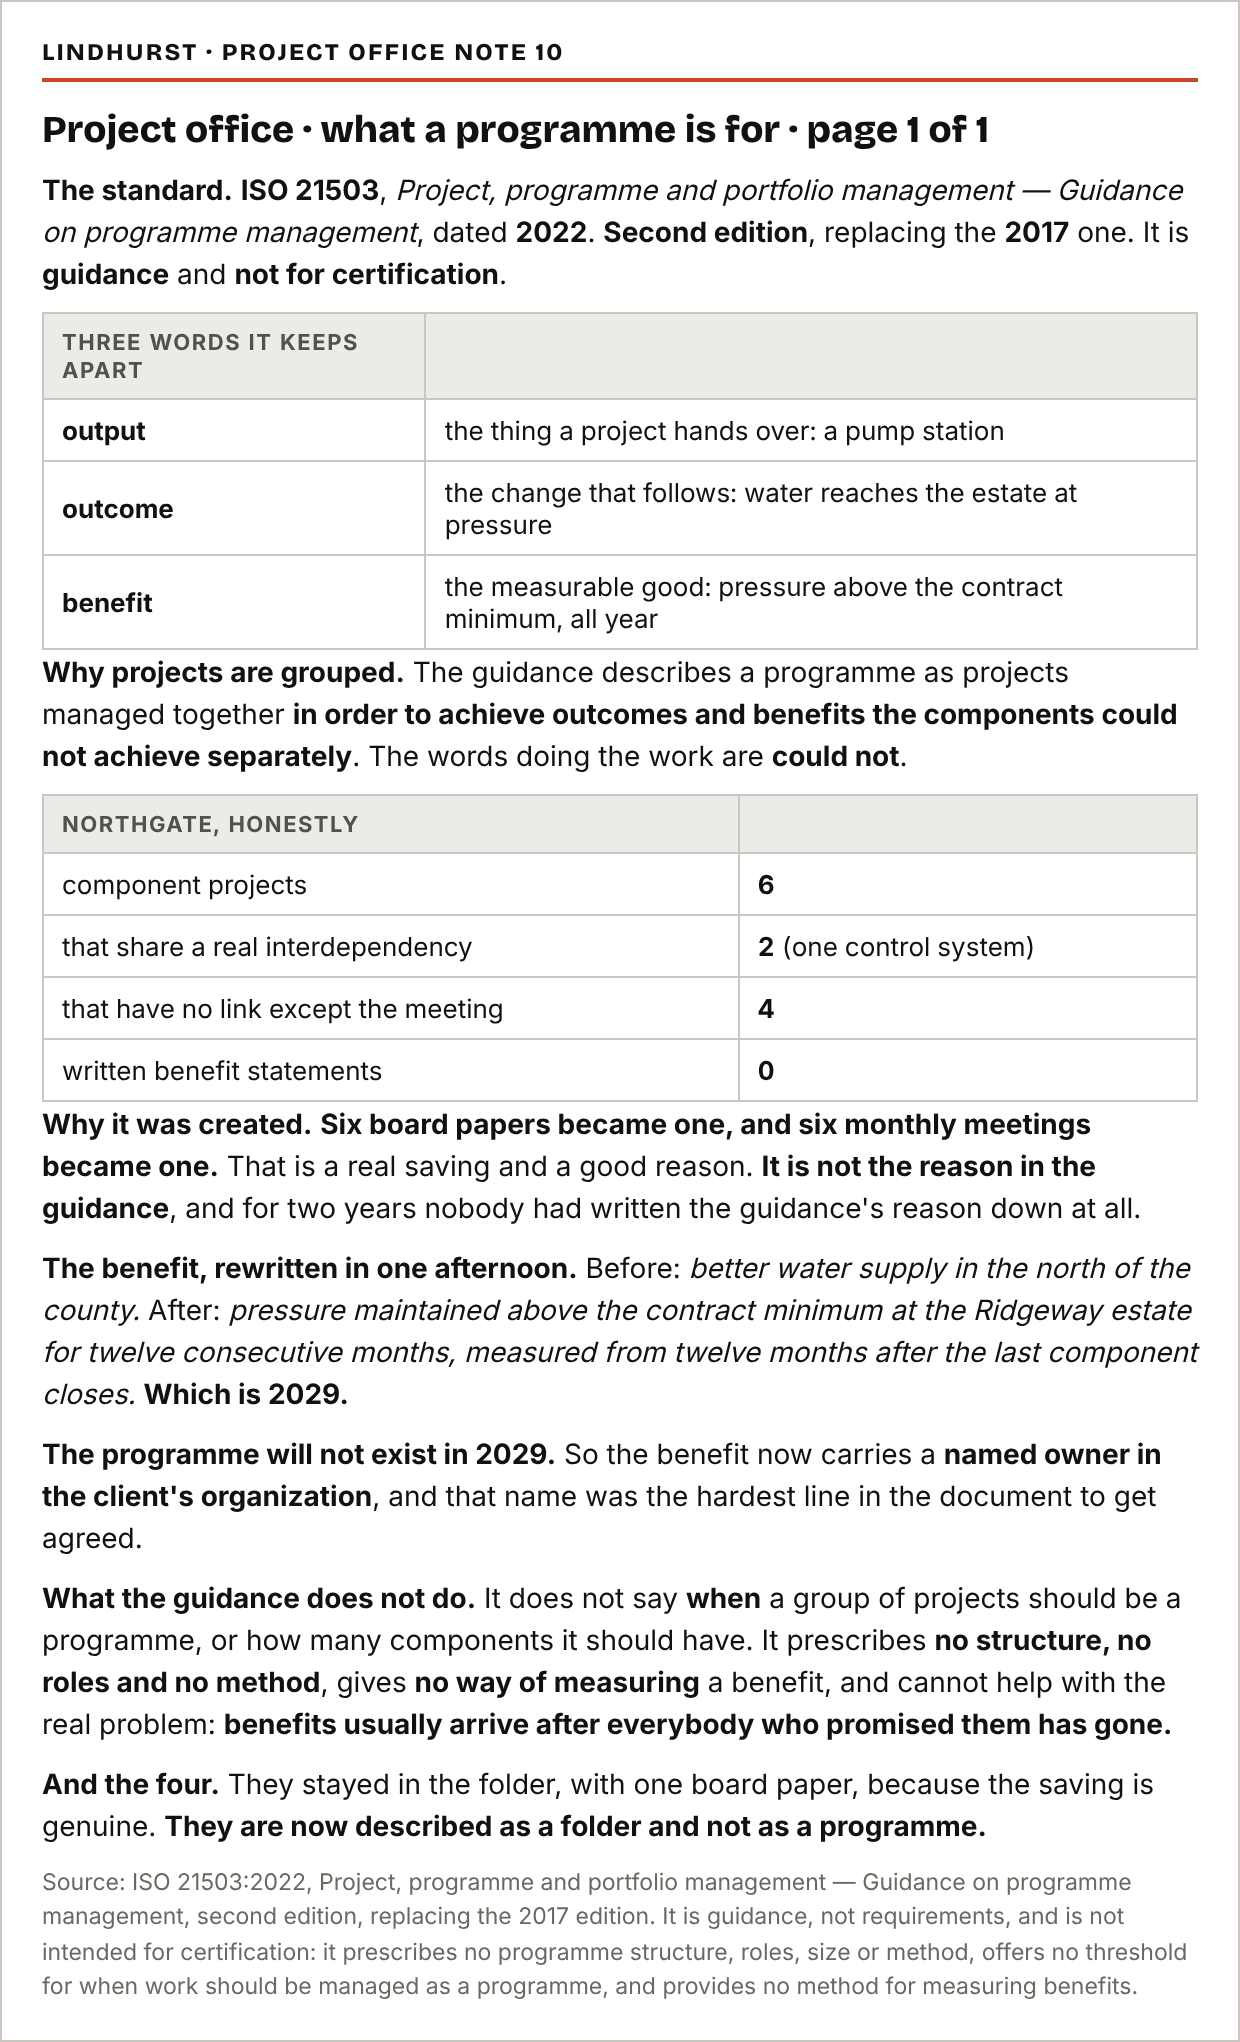 LINDHURST · PROJECT OFFICE NOTE 10
Project office · what a programme is for · page 1 of 1
The standard. ISO 21503, Project, programme and portfolio management — Guidance
on programme management, dated 2022. Second edition, replacing the 2017 one. It is
guidance and not for certification.
THREE WORDS IT KEEPS
APART
output
the thing a project hands over: a pump station
outcome
the change that follows: water reaches the estate at
pressure
benefit
the measurable good: pressure above the contract
minimum, all year
Why projects are grouped. The guidance describes a programme as projects
managed together in order to achieve outcomes and benefits the components could
not achieve separately. The words doing the work are could not.
NORTHGATE, HONESTLY
component projects
6
that share a real interdependency
2 (one control system)
that have no link except the meeting
4
written benefit statements
0
Why it was created. Six board papers became one, and six monthly meetings
became one. That is a real saving and a good reason. It is not the reason in the
guidance, and for two years nobody had written the guidance's reason down at all.
The benefit, rewritten in one afternoon. Before: better water supply in the north of the
county. After: pressure maintained above the contract minimum at the Ridgeway estate
for twelve consecutive months, measured from twelve months after the last component
closes. Which is 2029.
The programme will not exist in 2029. So the benefit now carries a named owner in
the client's organization, and that name was the hardest line in the document to get
agreed.
What the guidance does not do. It does not say when a group of projects should be a
programme, or how many components it should have. It prescribes no structure, no
roles and no method, gives no way of measuring a benefit, and cannot help with the
real problem: benefits usually arrive after everybody who promised them has gone.
And the four. They stayed in the folder, with one board paper, because the saving is
genuine. They are now described as a folder and not as a programme.
Source: ISO 21503:2022, Project, programme and portfolio management — Guidance on programme
management, second edition, replacing the 2017 edition. It is guidance, not requirements, and is not
intended for certification: it prescribes no programme structure, roles, size or method, offers no threshold
for when work should be managed as a programme, and provides no method for measuring benefits.